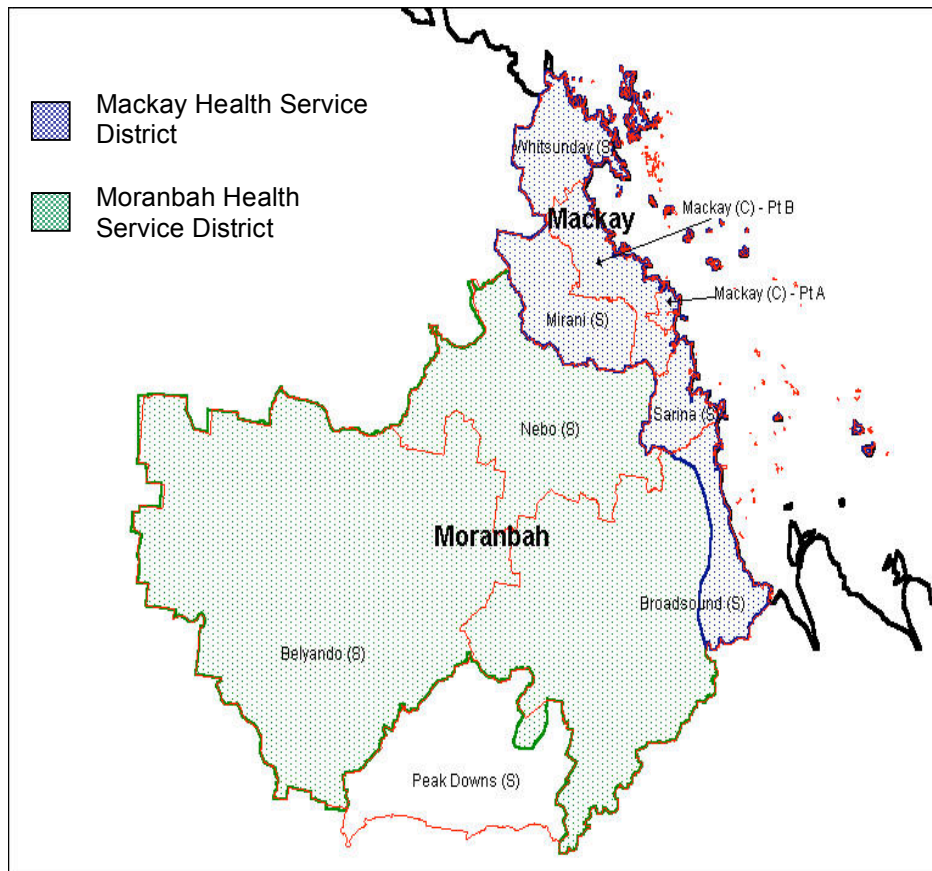 Mackay Health Service
District
Moranbah Health
Service District
Whitsunday (S
Mackay (C) - Pt B
Mackay
Mackay (C) - Pt A
Mirani (S)
Sarina (S)
Nebo (S)
Moranbah
Broadsound (S)
Belyando (S)
Peak Downs (S)